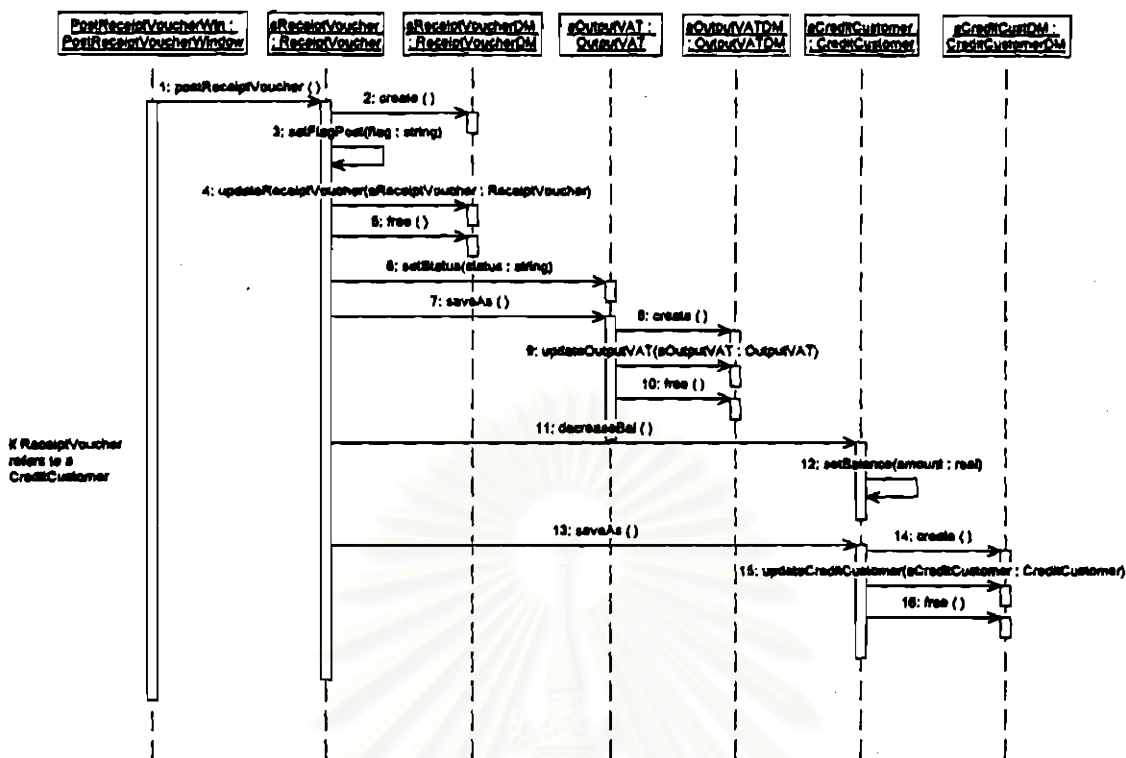 PostReceiptVoucherWin :
PostReceiptVoucherWindow
aReceiptVoucher
: ReceiptVoucher
aReceiptVoucherDM
: ReceiptVoucherDM
aOutputVAT :
OutputVAT
aOutputVATDM
: OutputVATDM
aCreditCustomer
: CreditCustomer
aCreditCustDM :
CreditCustomerDM
1: postReceiptVoucher ( )
2: create ( )
3: setFlagPost(flag : string)
4: updateReceiptVoucher(aReceiptVoucher : ReceiptVoucher)
5: free ( )
6: setStatus(status : string)
7: saveAs ( )
8: create ( )
9: updateOutputVAT(aOutputVAT : OutputVAT)
10: free ( )
11: decreaseBal ( )
if ReceiptVoucher
refers to a
CreditCustomer
12: setBalance(amount : real)
13: saveAs ( )
14: create ( )
15: updateCreditCustomer(aCreditCustomer : CreditCustomer)
16: free ( )